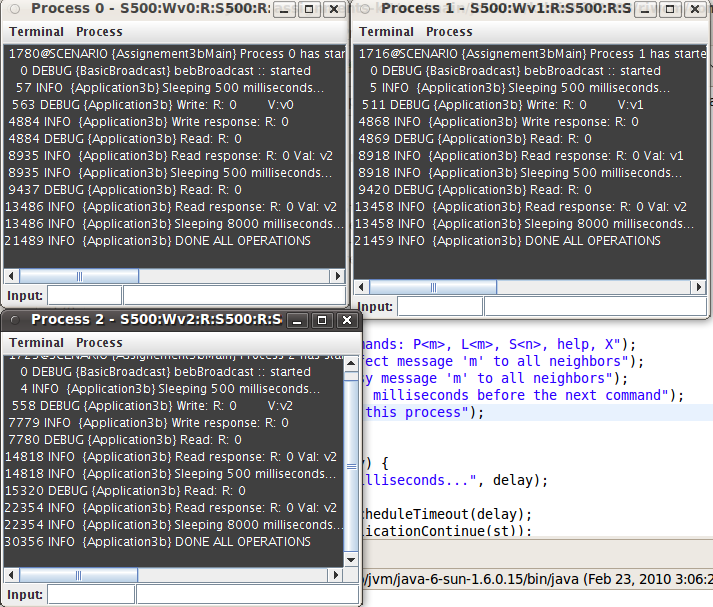 Process 0 - S500:Wv0:R:S500:R:S
Terminal Process
1780@SCENARIO {Assignement3bMain} Process 0 has star
0 DEBUG {BasicBroadcast} bebBroadcast :: started
57 INFO {Application3b} Sleeping 500 milliseconds...
563 DEBUG {Application3b} Write: R: 0 V:v0
4884 INFO {Application3b} Write response: R: 0
4884 DEBUG {Application3b} Read: R: 0
8935 INFO {Application3b} Read response: R: 0 Val: v2
8935 INFO {Application3b} Sleeping 500 milliseconds...
9437 DEBUG {Application3b} Read: R: 0
13486 INFO {Application3b} Read response: R: 0 Val: v2
13486 INFO {Application3b} Sleeping 8000 milliseconds...
21489 INFO {Application3b} DONE ALL OPERATIONS
Input:
Process 1 - S500:Wv1:R:S500:R:S
Terminal Process
1716@SCENARIO {Assignement3bMain} Process 1 has starte
0 DEBUG {BasicBroadcast} bebBroadcast :: started
5 INFO {Application3b} Sleeping 500 milliseconds...
511 DEBUG {Application3b} Write: R: 0 V:v1
4868 INFO {Application3b} Write response: R: 0
4869 DEBUG {Application3b} Read: R: 0
8918 INFO {Application3b} Read response: R: 0 Val: v1
8918 INFO {Application3b} Sleeping 500 milliseconds...
9420 DEBUG {Application3b} Read: R: 0
13458 INFO {Application3b} Read response: R: 0 Val: v2
13458 INFO {Application3b} Sleeping 8000 milliseconds...
21459 INFO {Application3b} DONE ALL OPERATIONS
Input:
Process 2 - S500:Wv2:R:S500:R:S
Terminal Process
1725@SCENARIO {Assignement3bMain} Process 2 has star
0 DEBUG {BasicBroadcast} bebBroadcast :: started
4 INFO {Application3b} Sleeping 500 milliseconds...
558 DEBUG {Application3b} Write: R: 0 V:v2
7779 INFO {Application3b} Write response: R: 0
7780 DEBUG {Application3b} Read: R: 0
14818 INFO {Application3b} Read response: R: 0 Val: v2
14818 INFO {Application3b} Sleeping 500 milliseconds...
15320 DEBUG {Application3b} Read: R: 0
22354 INFO {Application3b} Read response: R: 0 Val: v2
22354 INFO {Application3b} Sleeping 8000 milliseconds...
30356 INFO {Application3b} DONE ALL OPERATIONS
Input:
mands: P<m>, L<m>, S<n>, help, X");
ect message 'm' to all neighbors");
y message 'm' to all neighbors");
milliseconds before the next command");
this process");
) {
lliseconds...", delay);
heduleTimeout(delay);
icationContinue(st));
/jvm/java-6-sun-1.6.0.15/bin/java (Feb 23, 2010 3:06:2